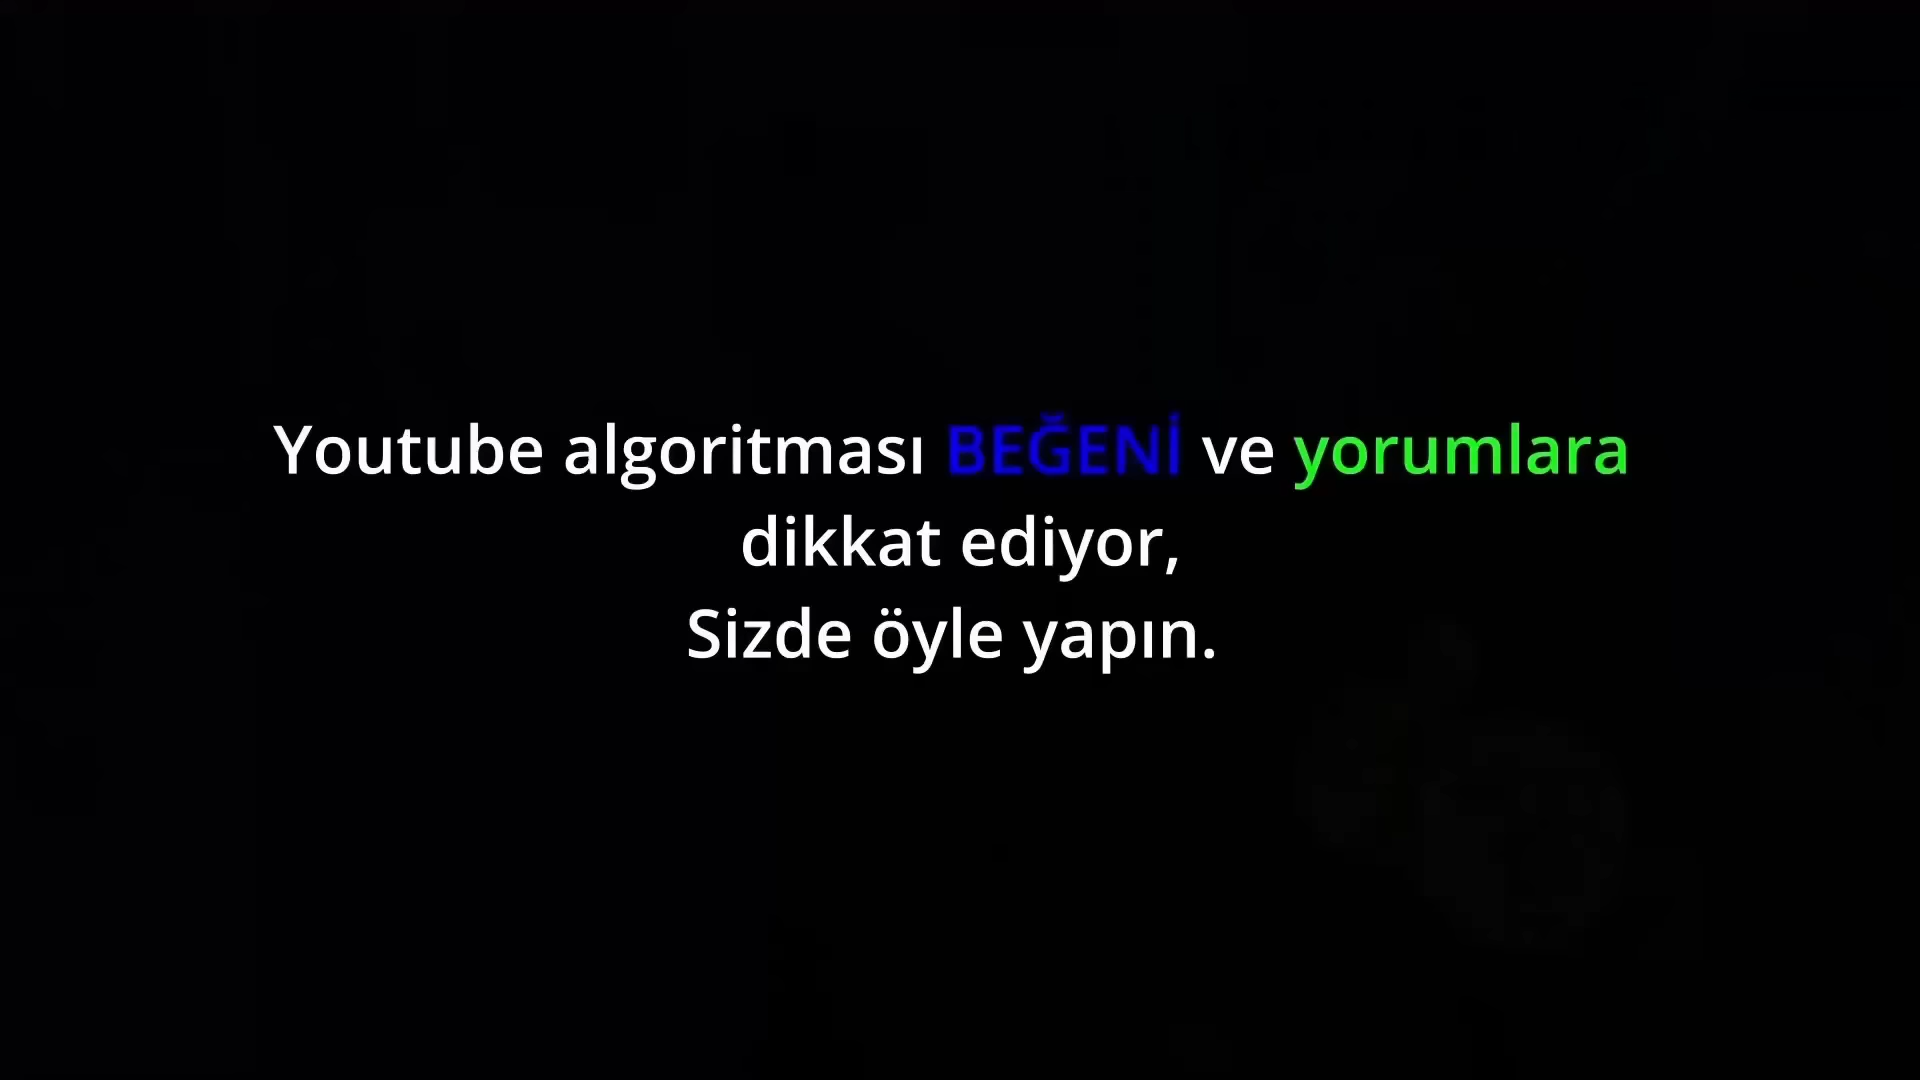 Youtube algoritması BEĞENİ ve yorumlara
dikkat ediyor,
Sizde öyle yapın.